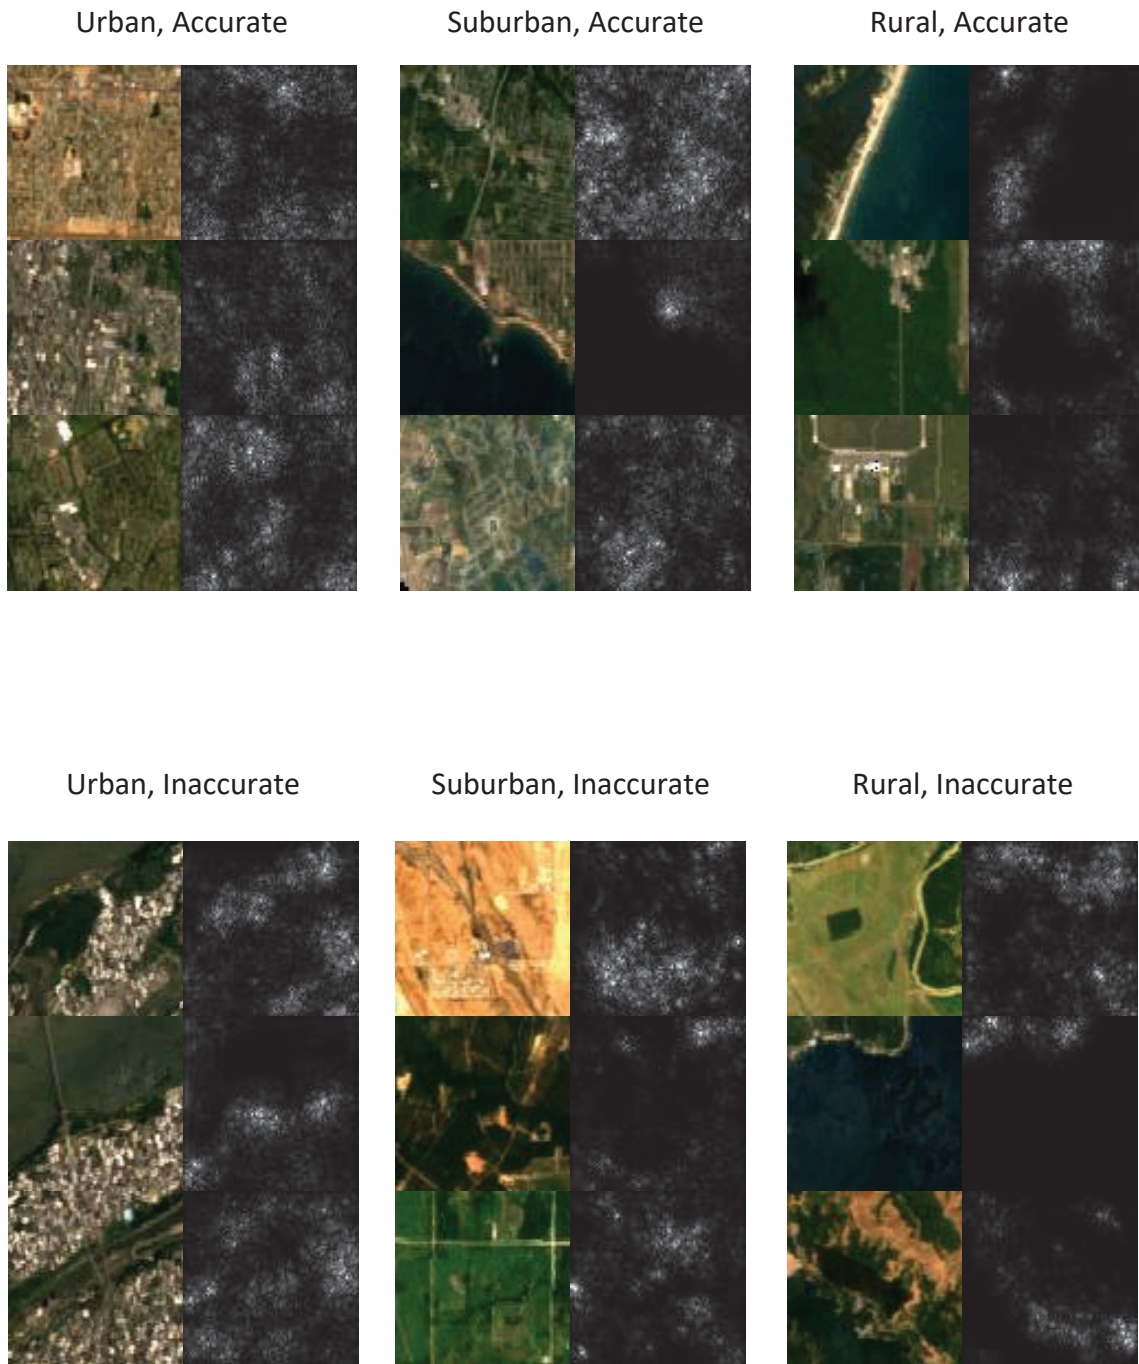 Urban, Accurate
Suburban, Accurate
Rural, Accurate
Urban, Inaccurate
Suburban, Inaccurate
Rural, Inaccurate